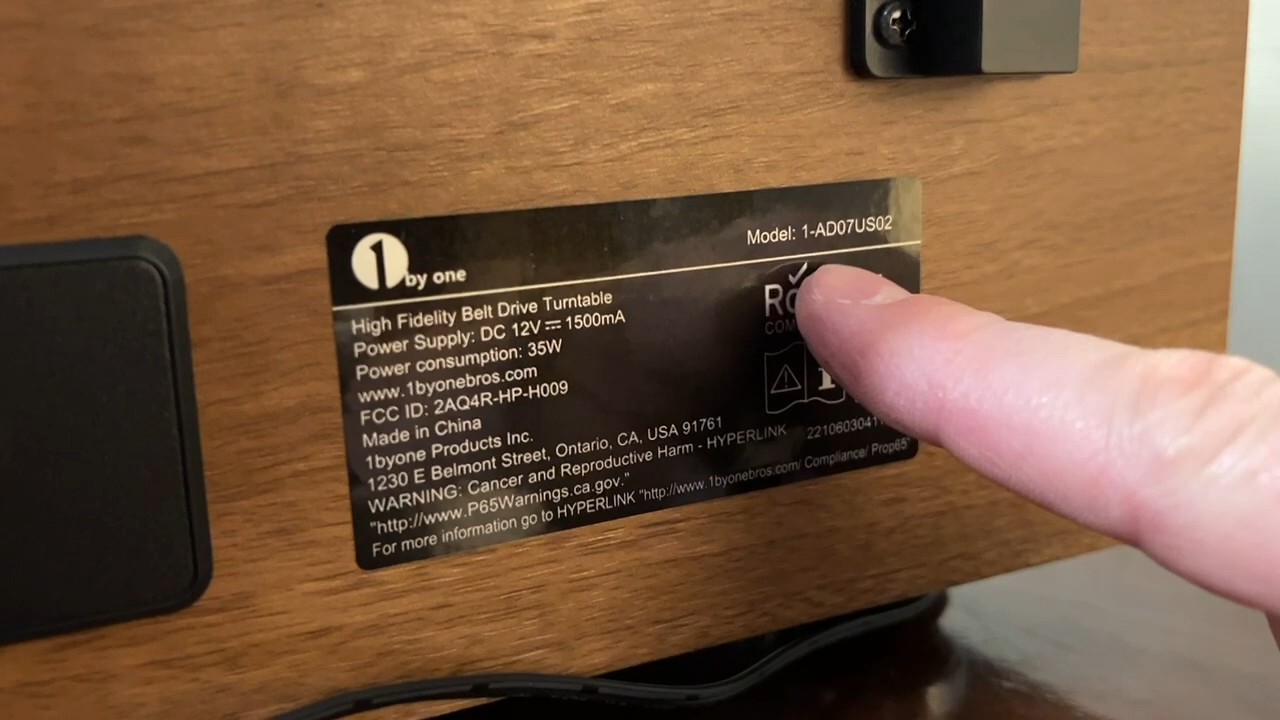 1 by one
Model: 1-AD07US02
High Fidelity Belt Drive Turntable
Power Supply: DC 12V ⎓ 1500mA
Power consumption: 35W
www.1byonebros.com
FCC ID: 2AQ4R-HP-H009
Made in China
1byone Products Inc.
1230 E Belmont Street, Ontario, CA, USA 91761
WARNING: Cancer and Reproductive Harm - HYPERLINK
"http://www.P65Warnings.ca.gov."
For more information go to HYPERLINK "http://www.1byonebros.com/ Compliance/ Prop65"